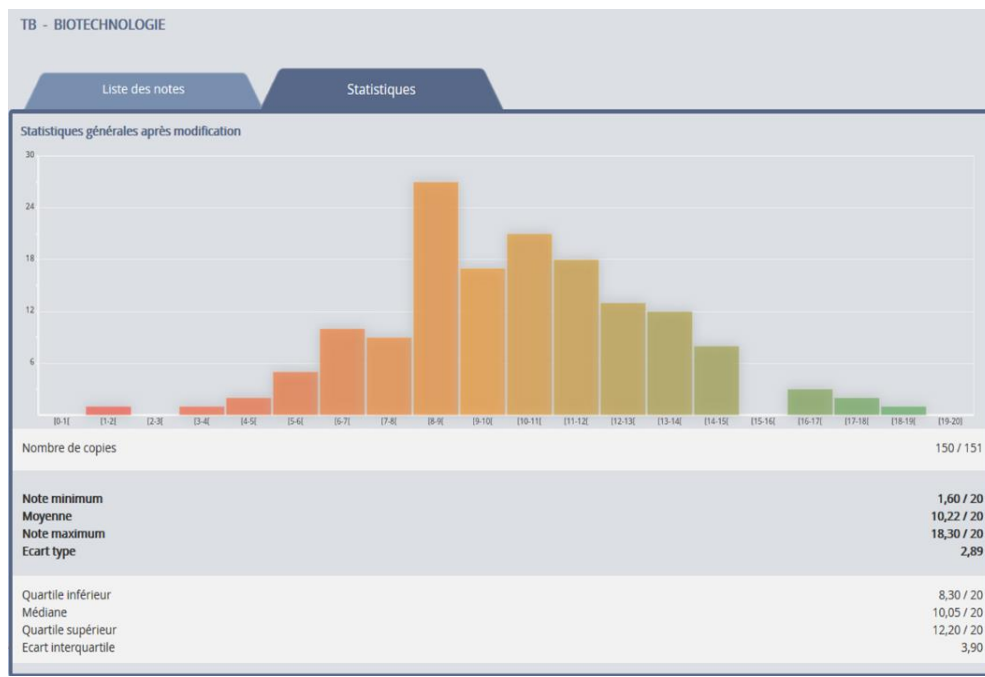 TB - BIOTECHNOLOGIE
Liste des notes
Statistiques
Statistiques générales après modification
30
24
18
12
6
[0-1[ [1-2[ [2-3[ [3-4[ [4-5[ [5-6[ [6-7[ [7-8[ [8-9[ [9-10[ [10-11[ [11-12[ [12-13[ [13-14[ [14-15[ [15-16[ [16-17[ [17-18[ [18-19[ [19-20]
Nombre de copies 150 / 151
Note minimum 1,60 / 20
Moyenne 10,22 / 20
Note maximum 18,30 / 20
Ecart type 2,89
Quartile inférieur 8,30 / 20
Médiane 10,05 / 20
Quartile supérieur 12,20 / 20
Ecart interquartile 3,90